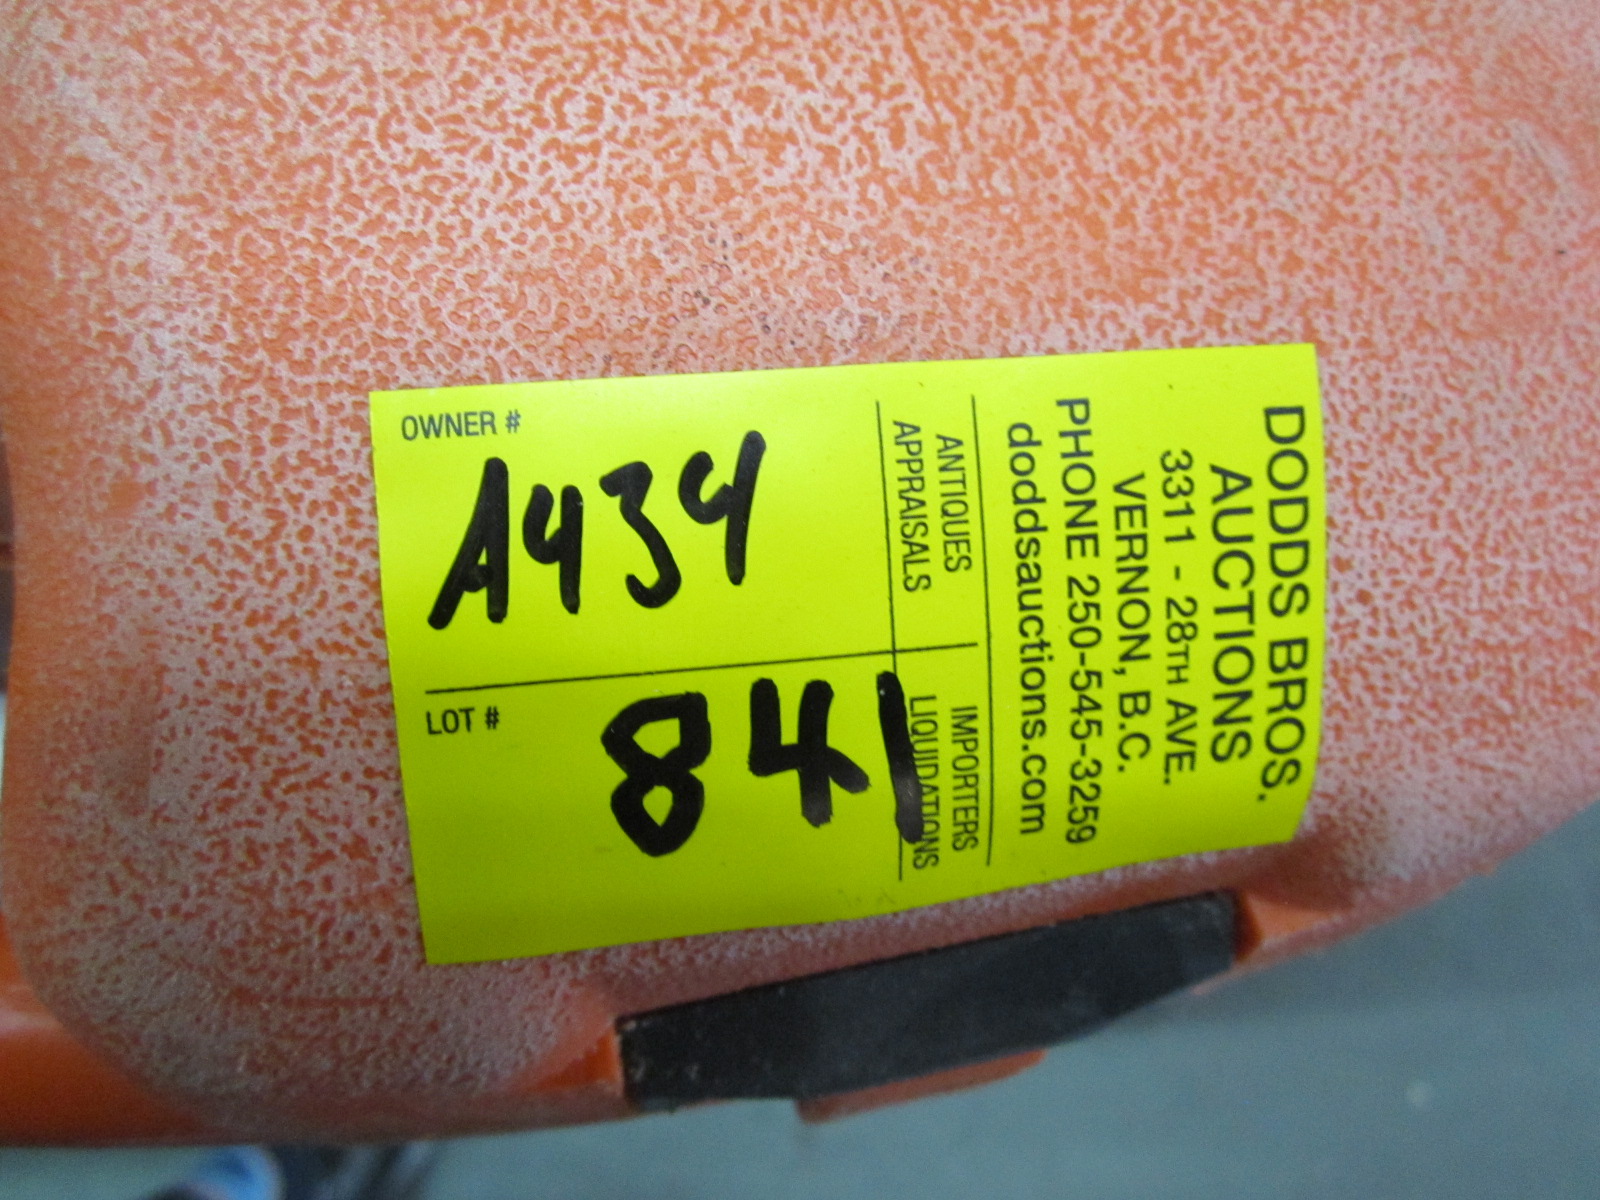 DODDS BROS.
AUCTIONS
3311 - 28TH AVE.
VERNON, B.C.
PHONE 250-545-3259
doddsauctions.com
ANTIQUES IMPORTERS
APPRAISALS LIQUIDATIONS
OWNER #
A434
LOT #
841